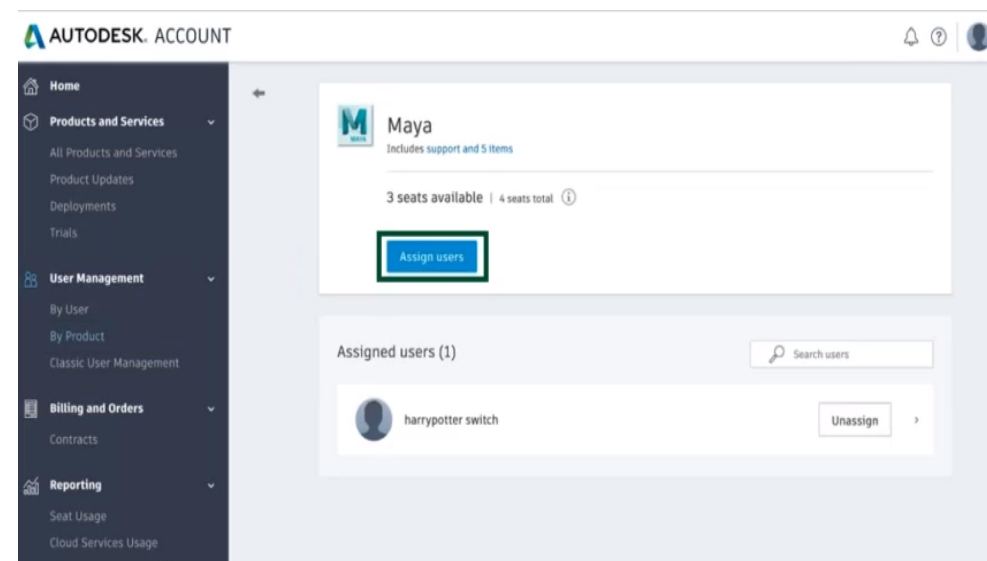 AUTODESK. ACCOUNT
Home
Products and Services
All Products and Services
Product Updates
Deployments
Trials
User Management
By User
By Product
Classic User Management
Billing and Orders
Contracts
Reporting
Seat Usage
Cloud Services Usage
M
MAYA
Maya
Includes support and 5 items
3 seats available | 4 seats total
Assign users
Assigned users (1)
Search users
harrypotter switch
Unassign